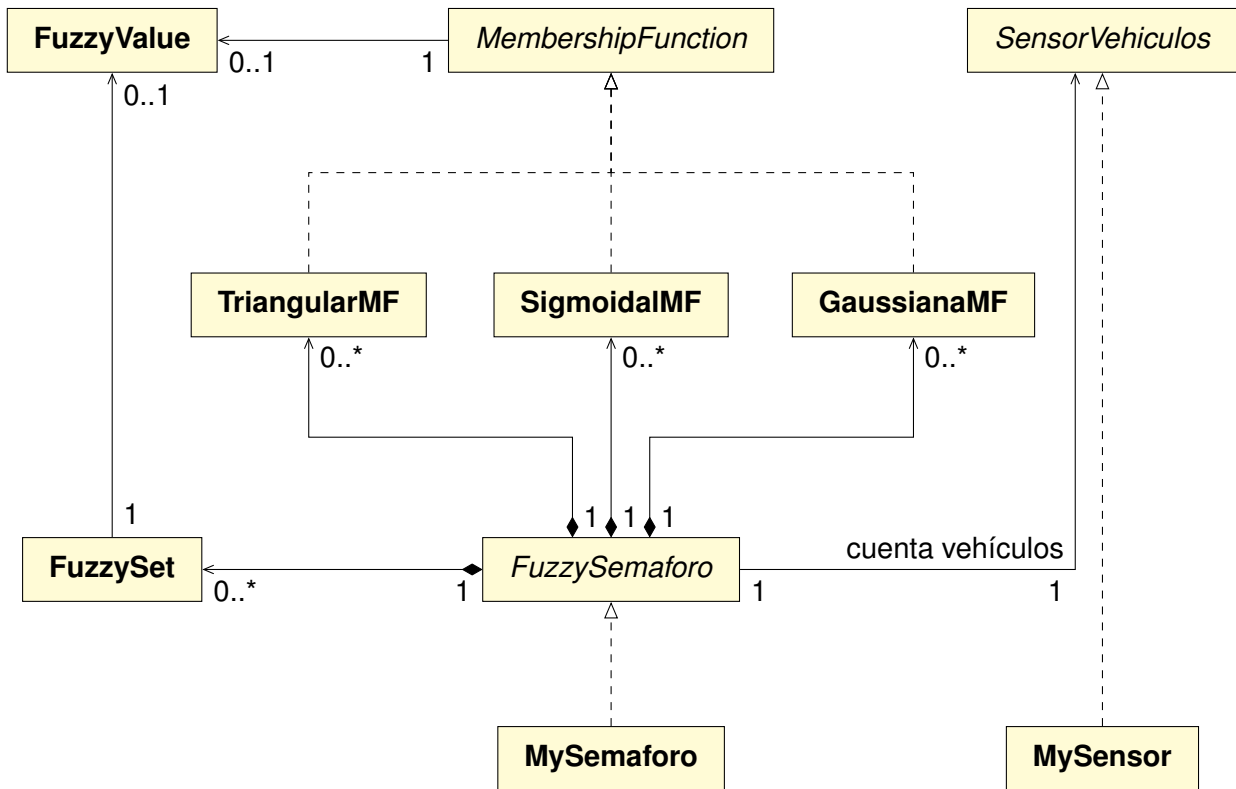 FuzzyValue
MembershipFunction
SensorVehiculos
0..1
1
0..1
TriangularMF
SigmoidalMF
GaussianaMF
0..*
0..*
0..*
1
1
1
1
cuenta vehículos
FuzzySet
FuzzySemaforo
0..*
1
1
1
MySemaforo
MySensor